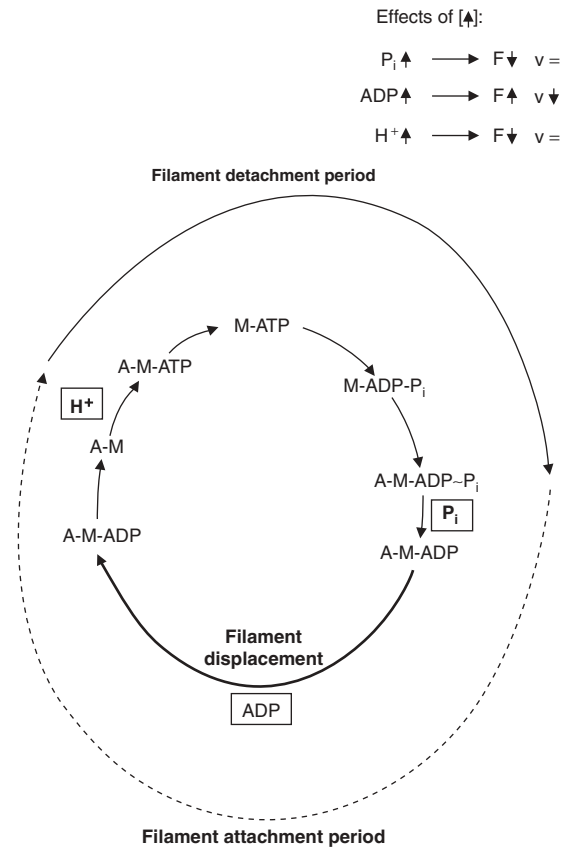 Effects of [↑]:
Pi ↑ → F ↓ v =
ADP ↑ → F ↑ v ↓
H+ ↑ → F ↓ v =
Filament detachment period
M-ATP
A-M-ATP
M-ADP-Pi
H+
A-M
A-M-ADP~Pi
Pi
A-M-ADP
A-M-ADP
Filament
displacement
ADP
Filament attachment period